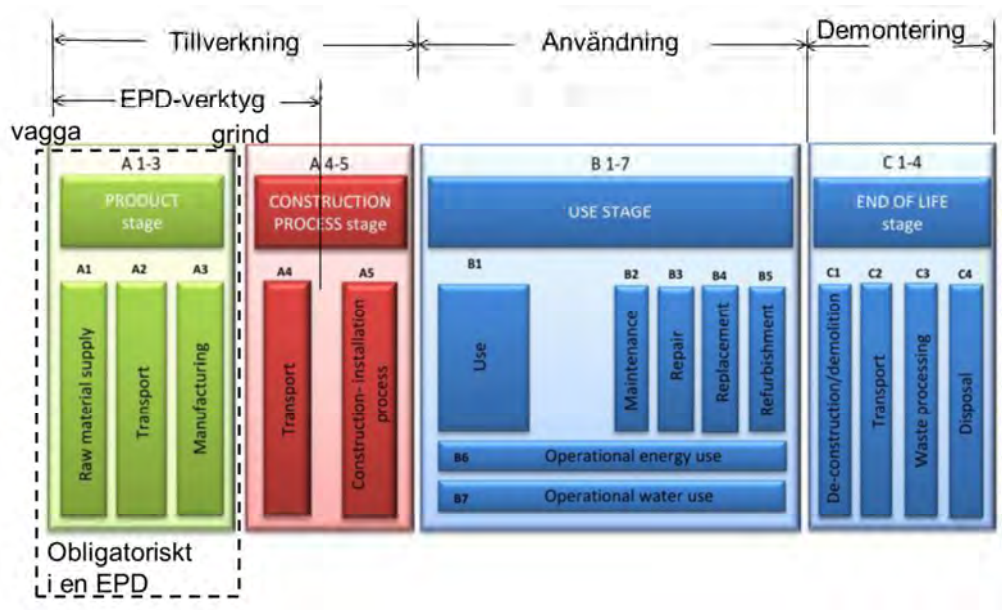 Tillverkning
Användning
Demontering
EPD-verktyg
vagga
grind
A 1-3
PRODUCT
stage
A1
A2
A3
Raw material supply
Transport
Manufacturing
A 4-5
CONSTRUCTION
PROCESS stage
A4
A5
Transport
Construction- installation
process
B 1-7
USE STAGE
B1
B2
B3
B4
B5
Use
Maintenance
Repair
Replacement
Refurbishment
B6 Operational energy use
B7 Operational water use
C 1-4
END OF LIFE
stage
C1
C2
C3
C4
De-construction/demolition
Transport
Waste processing
Disposal
Obligatoriskt
i en EPD